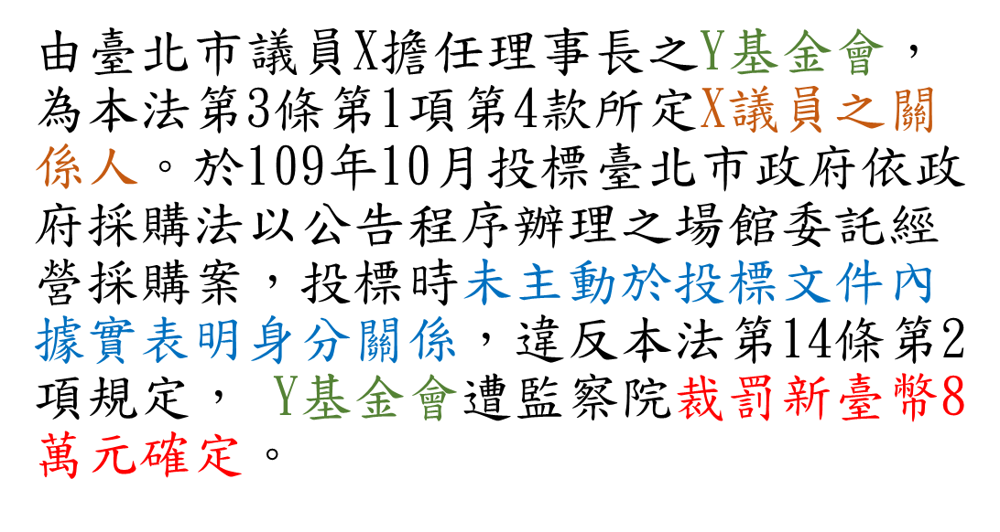 由臺北市議員X擔任理事長之Y基金會，
為本法第3條第1項第4款所定X議員之關
係人。於109年10月投標臺北市政府依政
府採購法以公告程序辦理之場館委託經
營採購案，投標時未主動於投標文件內
據實表明身分關係，違反本法第14條第2
項規定， Y基金會遭監察院裁罰新臺幣8
萬元確定。